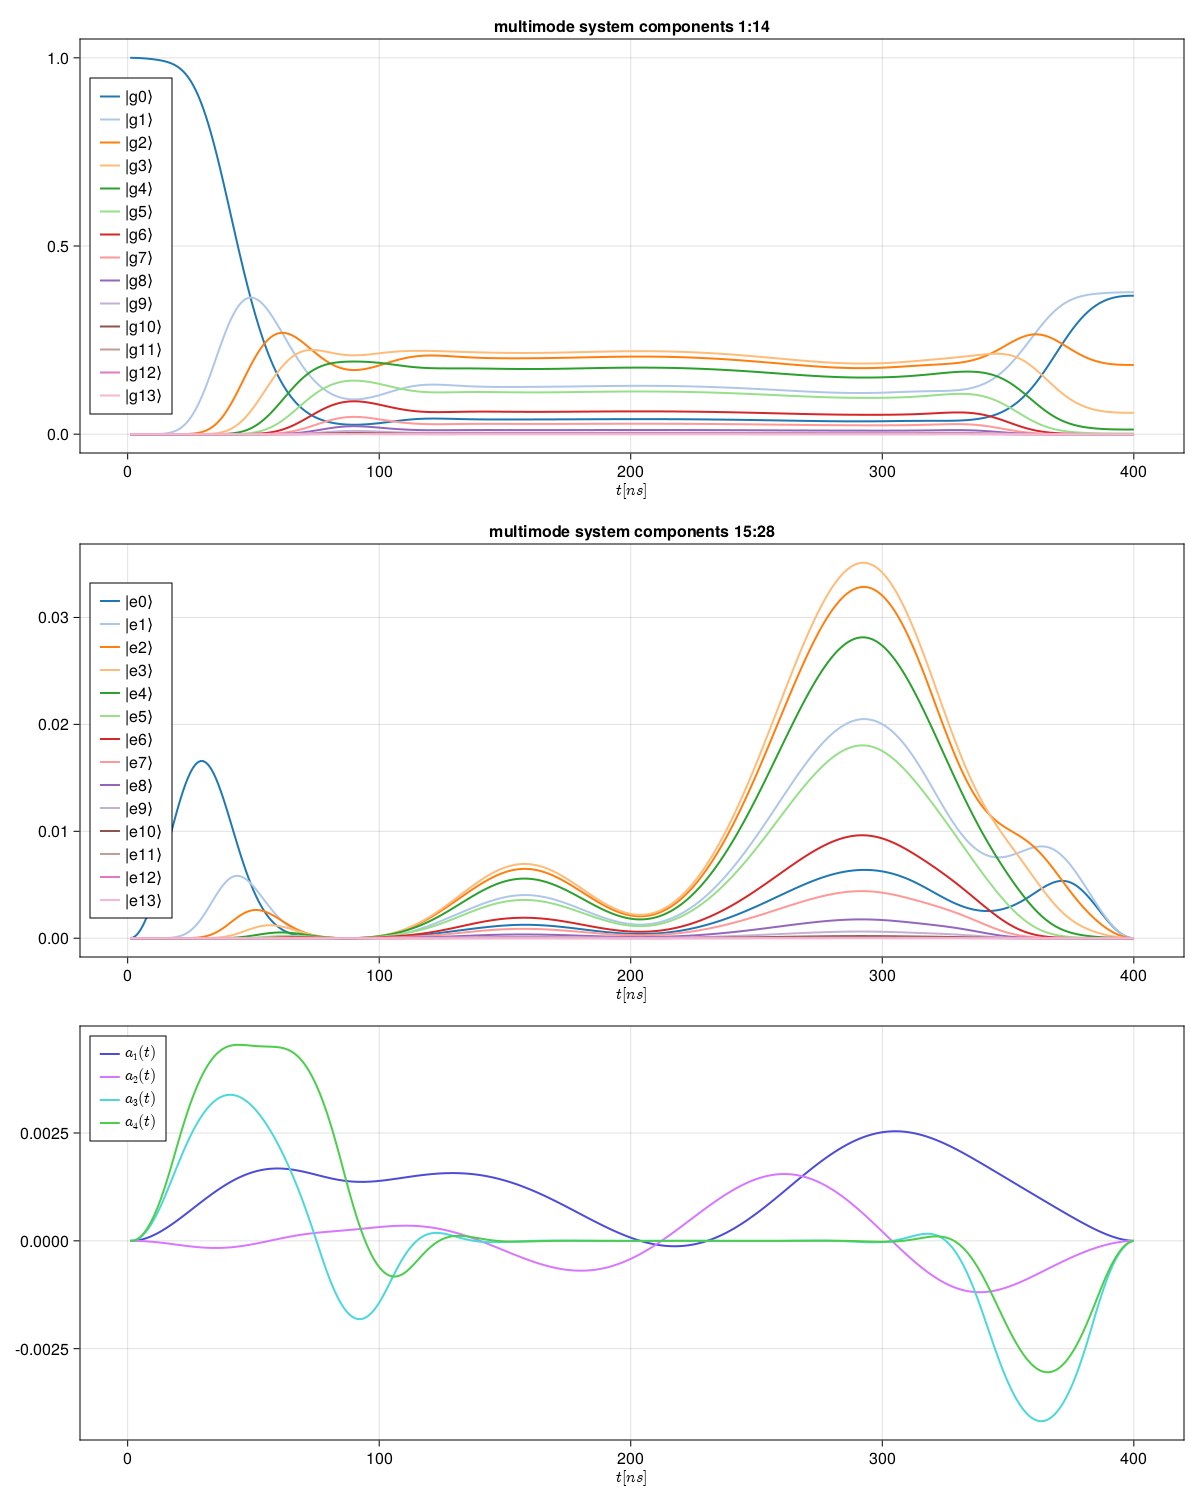 multimode system components 1:14
1.0
0.5
0.0
|g0⟩
|g1⟩
|g2⟩
|g3⟩
|g4⟩
|g5⟩
|g6⟩
|g7⟩
|g8⟩
|g9⟩
|g10⟩
|g11⟩
|g12⟩
|g13⟩
0 100 200 300 400
t[ns]
multimode system components 15:28
0.03
0.02
0.01
0.00
|e0⟩
|e1⟩
|e2⟩
|e3⟩
|e4⟩
|e5⟩
|e6⟩
|e7⟩
|e8⟩
|e9⟩
|e10⟩
|e11⟩
|e12⟩
|e13⟩
0 100 200 300 400
t[ns]
a₁(t)
a₂(t)
a₃(t)
a₄(t)
0.0025
0.0000
-0.0025
0 100 200 300 400
t[ns]